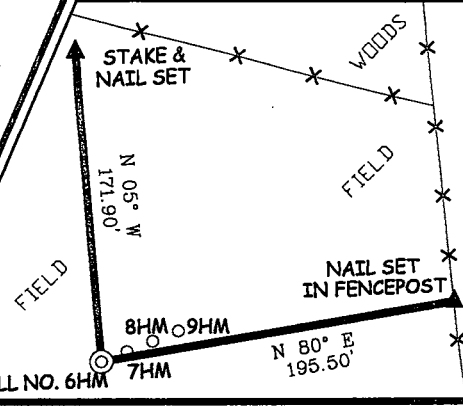 WOODS
STAKE &
NAIL SET
N 05° W
171.90'
FIELD
FIELD
NAIL SET
IN FENCEPOST
8HM
9HM
N 80° E
195.50'
7HM
LL NO. 6HM